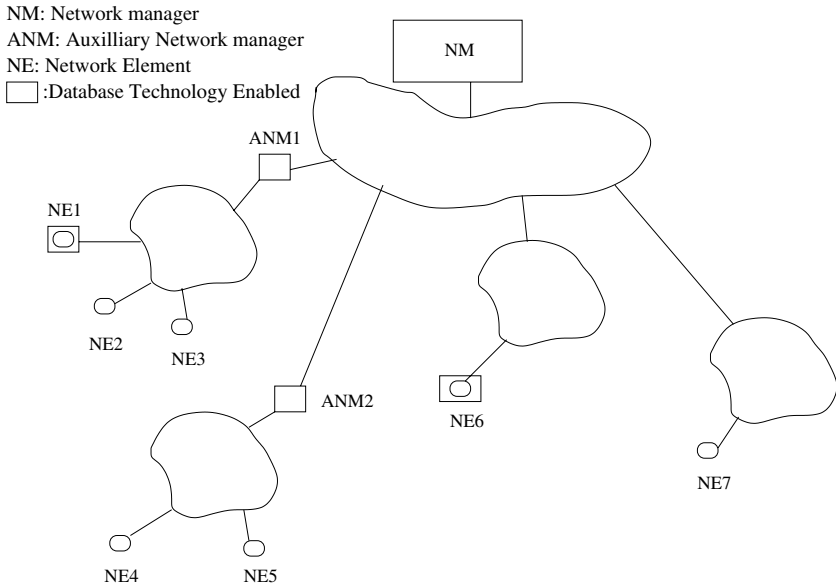 NM: Network manager
ANM: Auxilliary Network manager
NE: Network Element
:Database Technology Enabled
NM
ANM1
NE1
NE2
NE3
ANM2
NE6
NE7
NE4
NE5